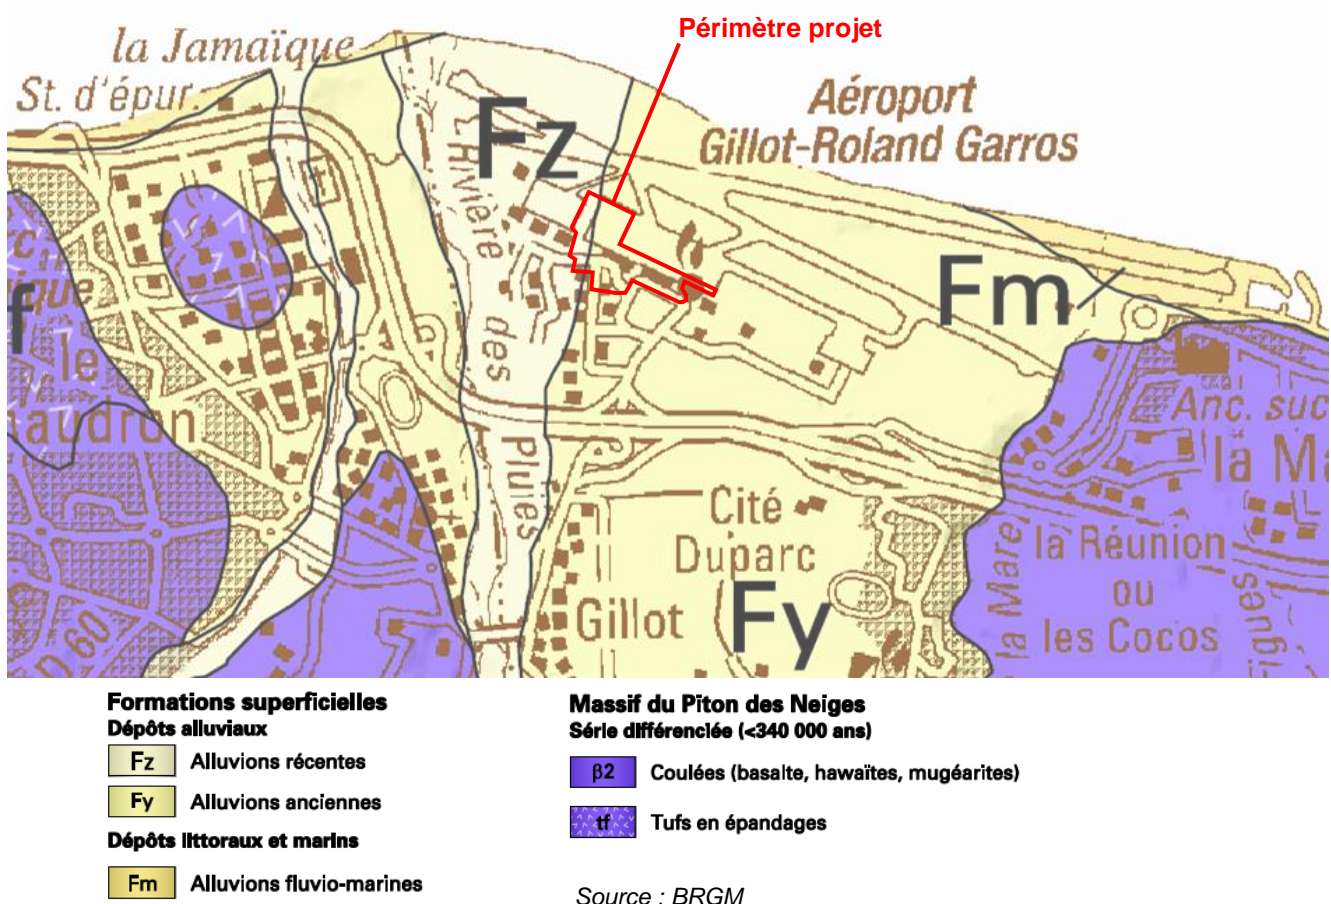 Périmètre projet
la Jamaïque
St. d'épur.
Aéroport
Gillot-Roland Garros
Fz
la Rivière des Pluies
Fm
f
le
audron
D 60
Cité
Duparc
Gillot
Fy
Anc. suc
la Ma
la Mare
la Réunion
ou
les Cocos
Figues
Formations superficielles
Dépôts alluviaux
Fz Alluvions récentes
Fy Alluvions anciennes
Dépôts littoraux et marins
Fm Alluvions fluvio-marines
Massif du Piton des Neiges
Série différenciée (<340 000 ans)
β2 Coulées (basalte, hawaïtes, mugéarites)
tf Tufs en épandages
Source : BRGM